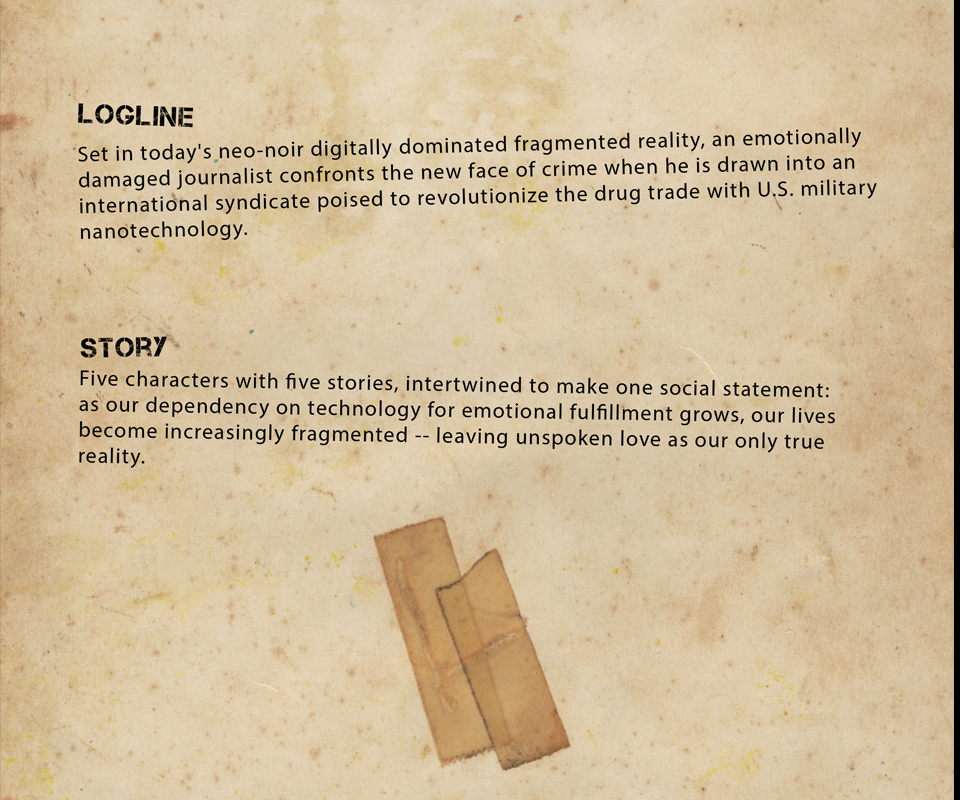 LOGLINE
Set in today's neo-noir digitally dominated fragmented reality, an emotionally
damaged journalist confronts the new face of crime when he is drawn into an
international syndicate poised to revolutionize the drug trade with U.S. military
nanotechnology.
STORY
Five characters with five stories, intertwined to make one social statement:
as our dependency on technology for emotional fulfillment grows, our lives
become increasingly fragmented -- leaving unspoken love as our only true
reality.